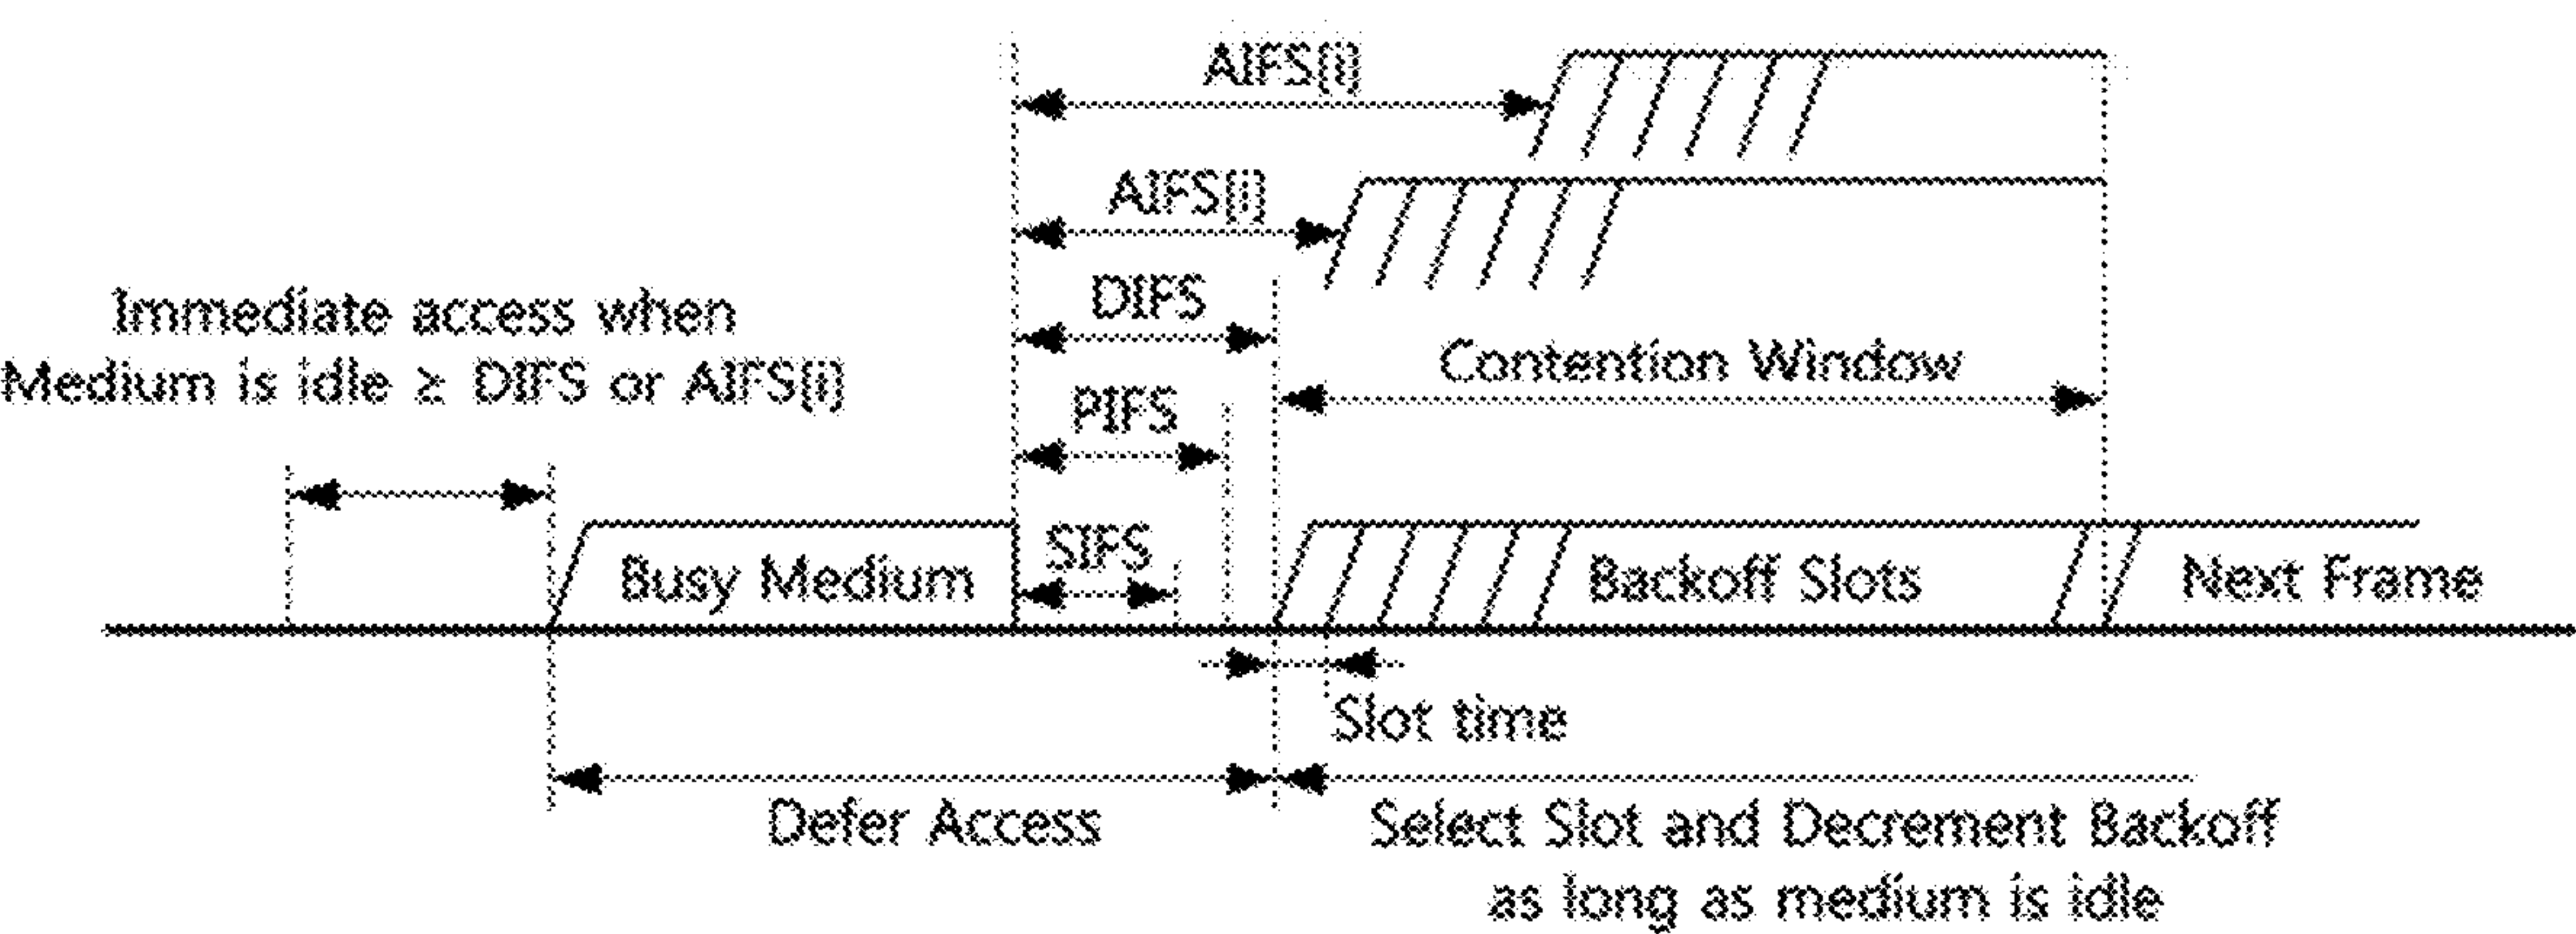 AIFS[i]
AIFS[i]
DIFS
Immediate access when
Medium is idle ≥ DIFS or AIFS[i]
Contention Window
PIFS
SIFS
Busy Medium
Backoff Slots
Next Frame
Slot time
Defer Access
Select Slot and Decrement Backoff
as long as medium is idle